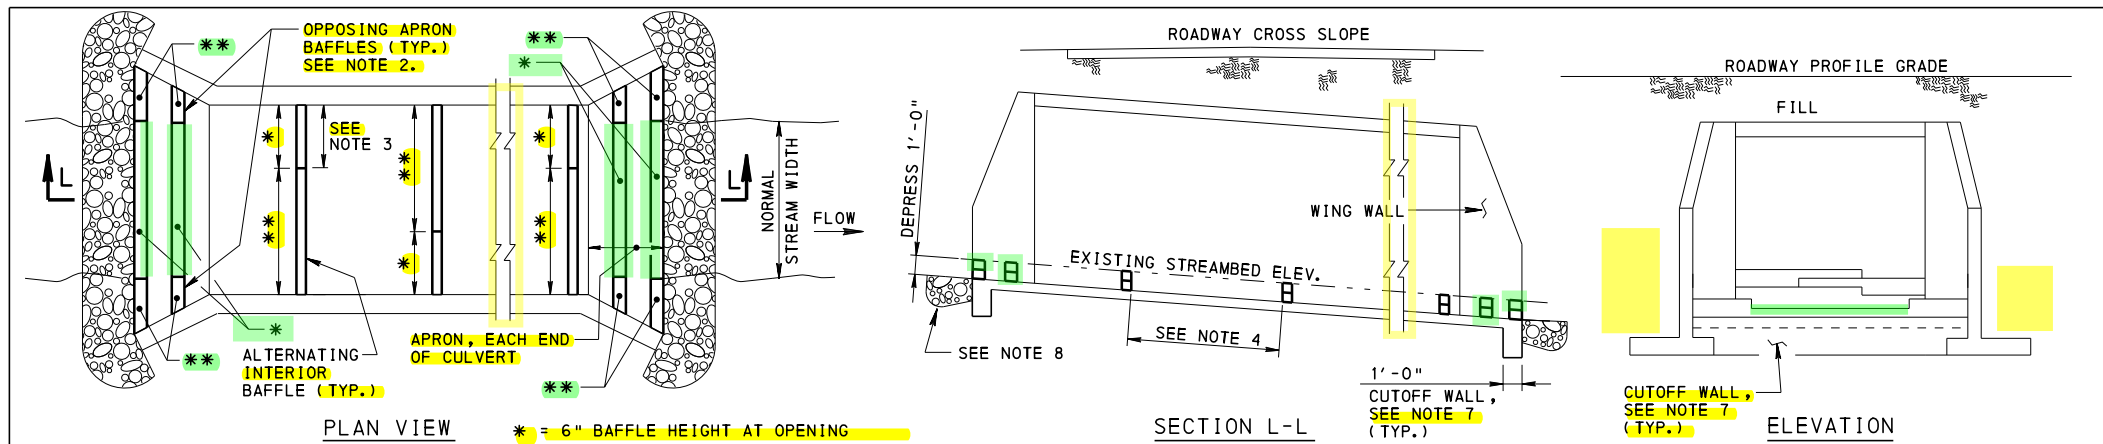 **
OPPOSING APRON
BAFFLES (TYP.)
SEE NOTE 2.
**
*
*
SEE
NOTE 3
*
*
*
*
*
*
*
*
*
L
L
NORMAL
STREAM WIDTH
FLOW
*
**
ALTERNATING
INTERIOR
BAFFLE (TYP.)
APRON, EACH END
OF CULVERT
**
PLAN VIEW
* = 6" BAFFLE HEIGHT AT OPENING
ROADWAY CROSS SLOPE
DEPRESS 1'-0"
WING WALL
EXISTING STREAMBED ELEV.
SEE NOTE 4
SEE NOTE 8
1'-0"
CUTOFF WALL,
SEE NOTE 7
(TYP.)
SECTION L-L
ROADWAY PROFILE GRADE
FILL
CUTOFF WALL,
SEE NOTE 7
(TYP.)
ELEVATION